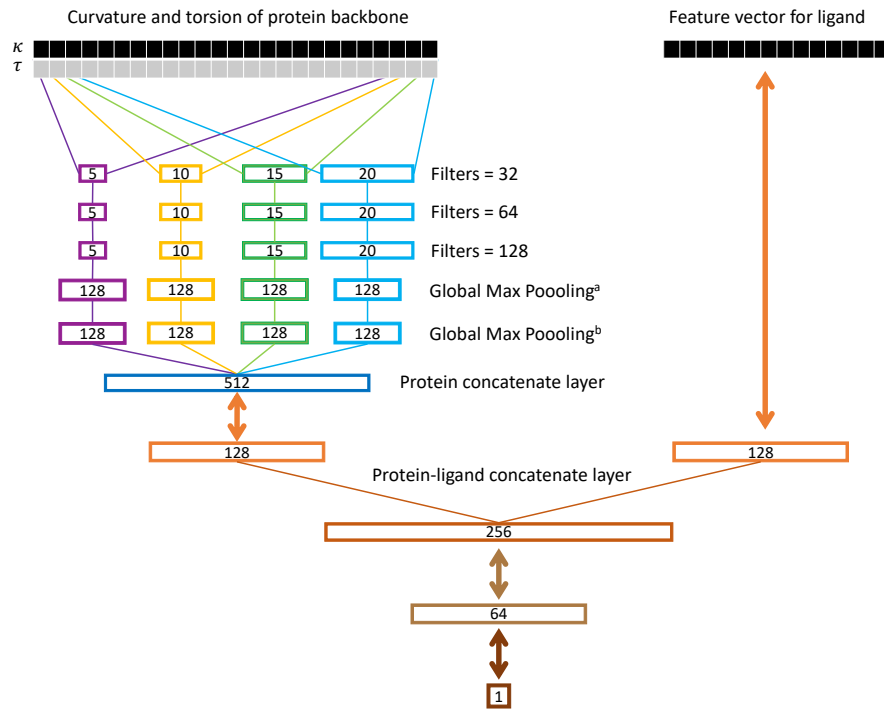 Curvature and torsion of protein backbone
Feature vector for ligand
κ
τ
5 10 15 20 Filters = 32
5 10 15 20 Filters = 64
5 10 15 20 Filters = 128
128 128 128 128 Global Max Poooling^a
128 128 128 128 Global Max Poooling^b
512 Protein concatenate layer
128 128
Protein-ligand concatenate layer
256
64
1